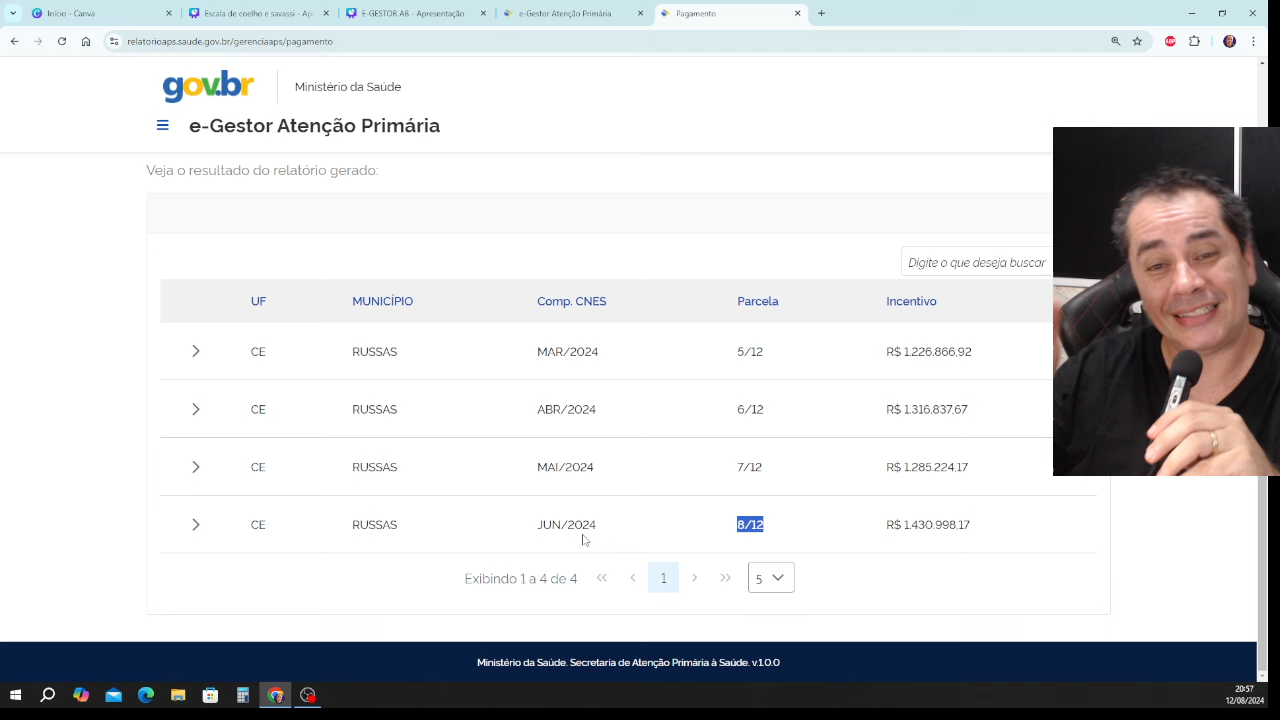 Início - Canva
Escala de coelho e savassi - Ap
E-GESTOR AB - Apresentação
e-Gestor Atenção Primária
Pagamento
relatorioaps.saude.gov.br/gerenciaaps/pagamento
ABP
gov.br
Ministério da Saúde
e-Gestor Atenção Primária
Veja o resultado do relatório gerado:
Digite o que deseja buscar
UF MUNICÍPIO Comp. CNES Parcela Incentivo
CE RUSSAS MAR/2024 5/12 R$ 1.226.866,92
CE RUSSAS ABR/2024 6/12 R$ 1.316.837,67
CE RUSSAS MAI/2024 7/12 R$ 1.285.224,17
CE RUSSAS JUN/2024 8/12 R$ 1.430.998,17
Exibindo 1 a 4 de 4 << < 1 > >> 5
Ministério da Saúde. Secretaria de Atenção Primária à Saúde. v.1.0.0
20:57
12/08/2024